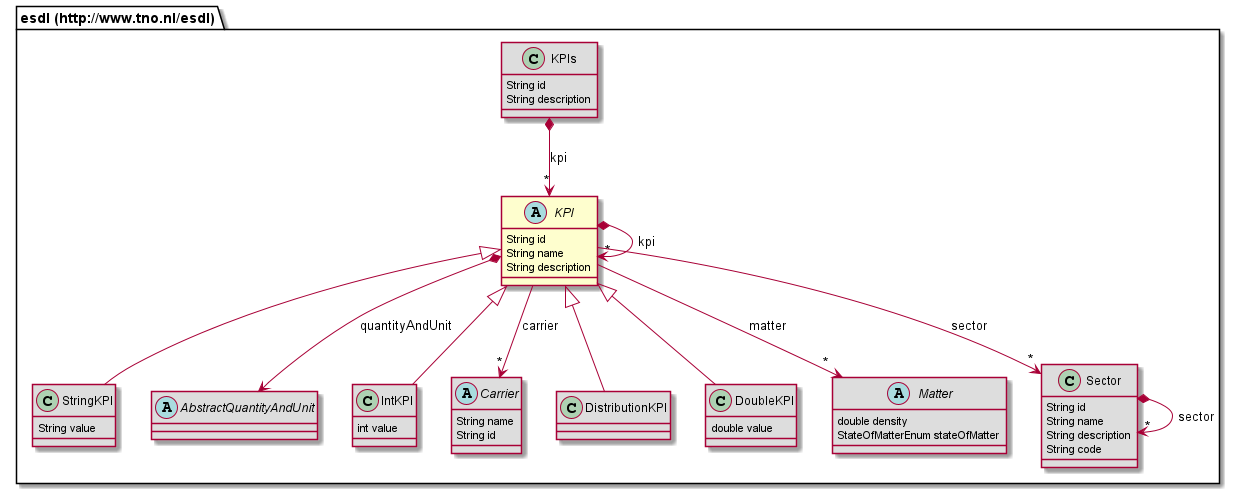 esdl (http://www.tno.nl/esdl)
C KPIs
String id
String description
kpi
*
A KPI
String id
String name
String description
kpi
*
quantityAndUnit
carrier
*
matter
*
sector
*
C StringKPI
String value
A AbstractQuantityAndUnit
C IntKPI
int value
A Carrier
String name
String id
C DistributionKPI
C DoubleKPI
double value
A Matter
double density
StateOfMatterEnum stateOfMatter
C Sector
String id
String name
String description
String code
sector
*